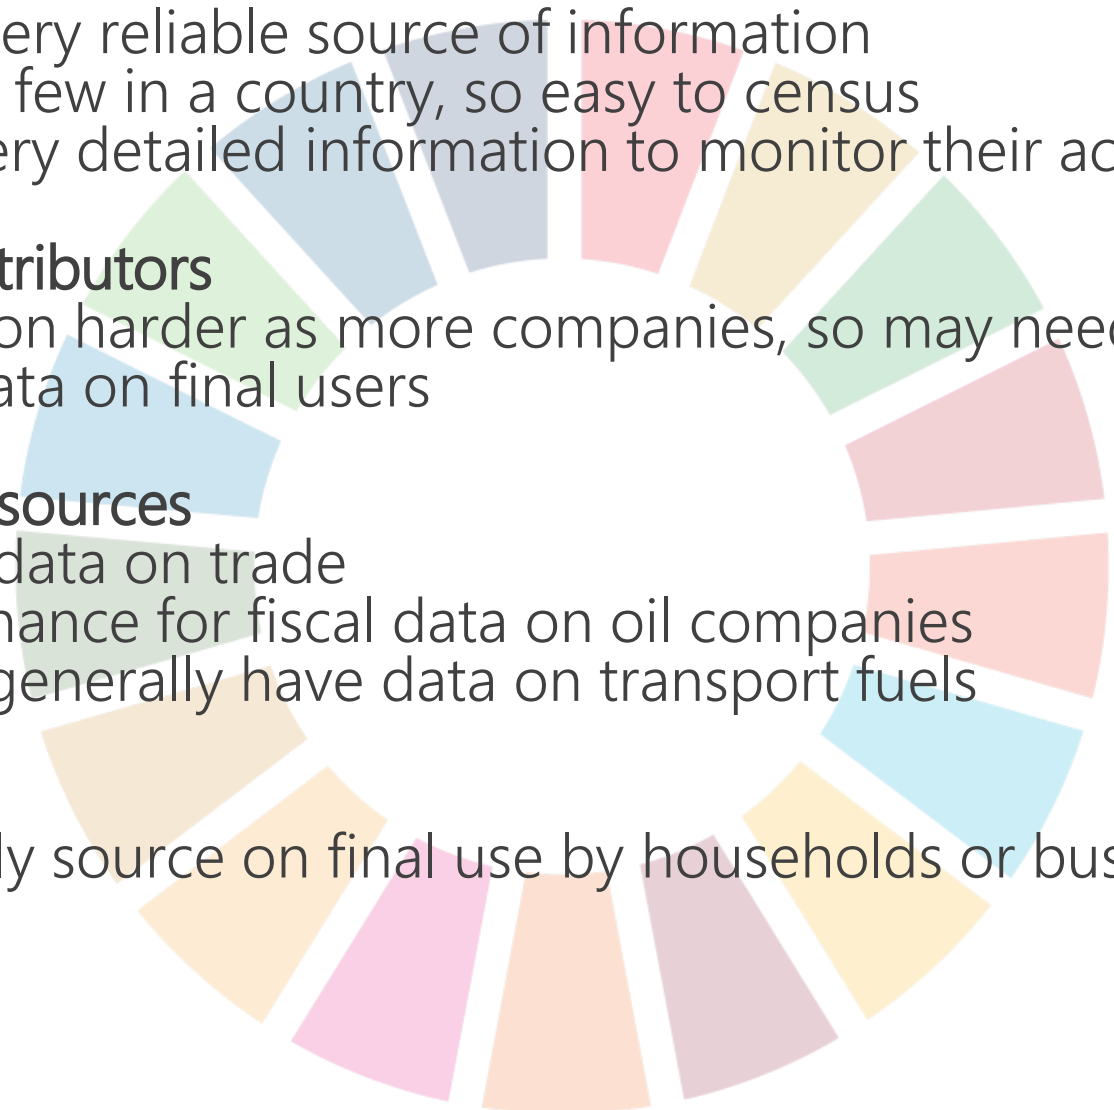 ery reliable source of information
few in a country, so easy to census
ery detailed information to monitor their ac
tributors
on harder as more companies, so may need
ata on final users
sources
data on trade
nance for fiscal data on oil companies
generally have data on transport fuels
ly source on final use by households or bus